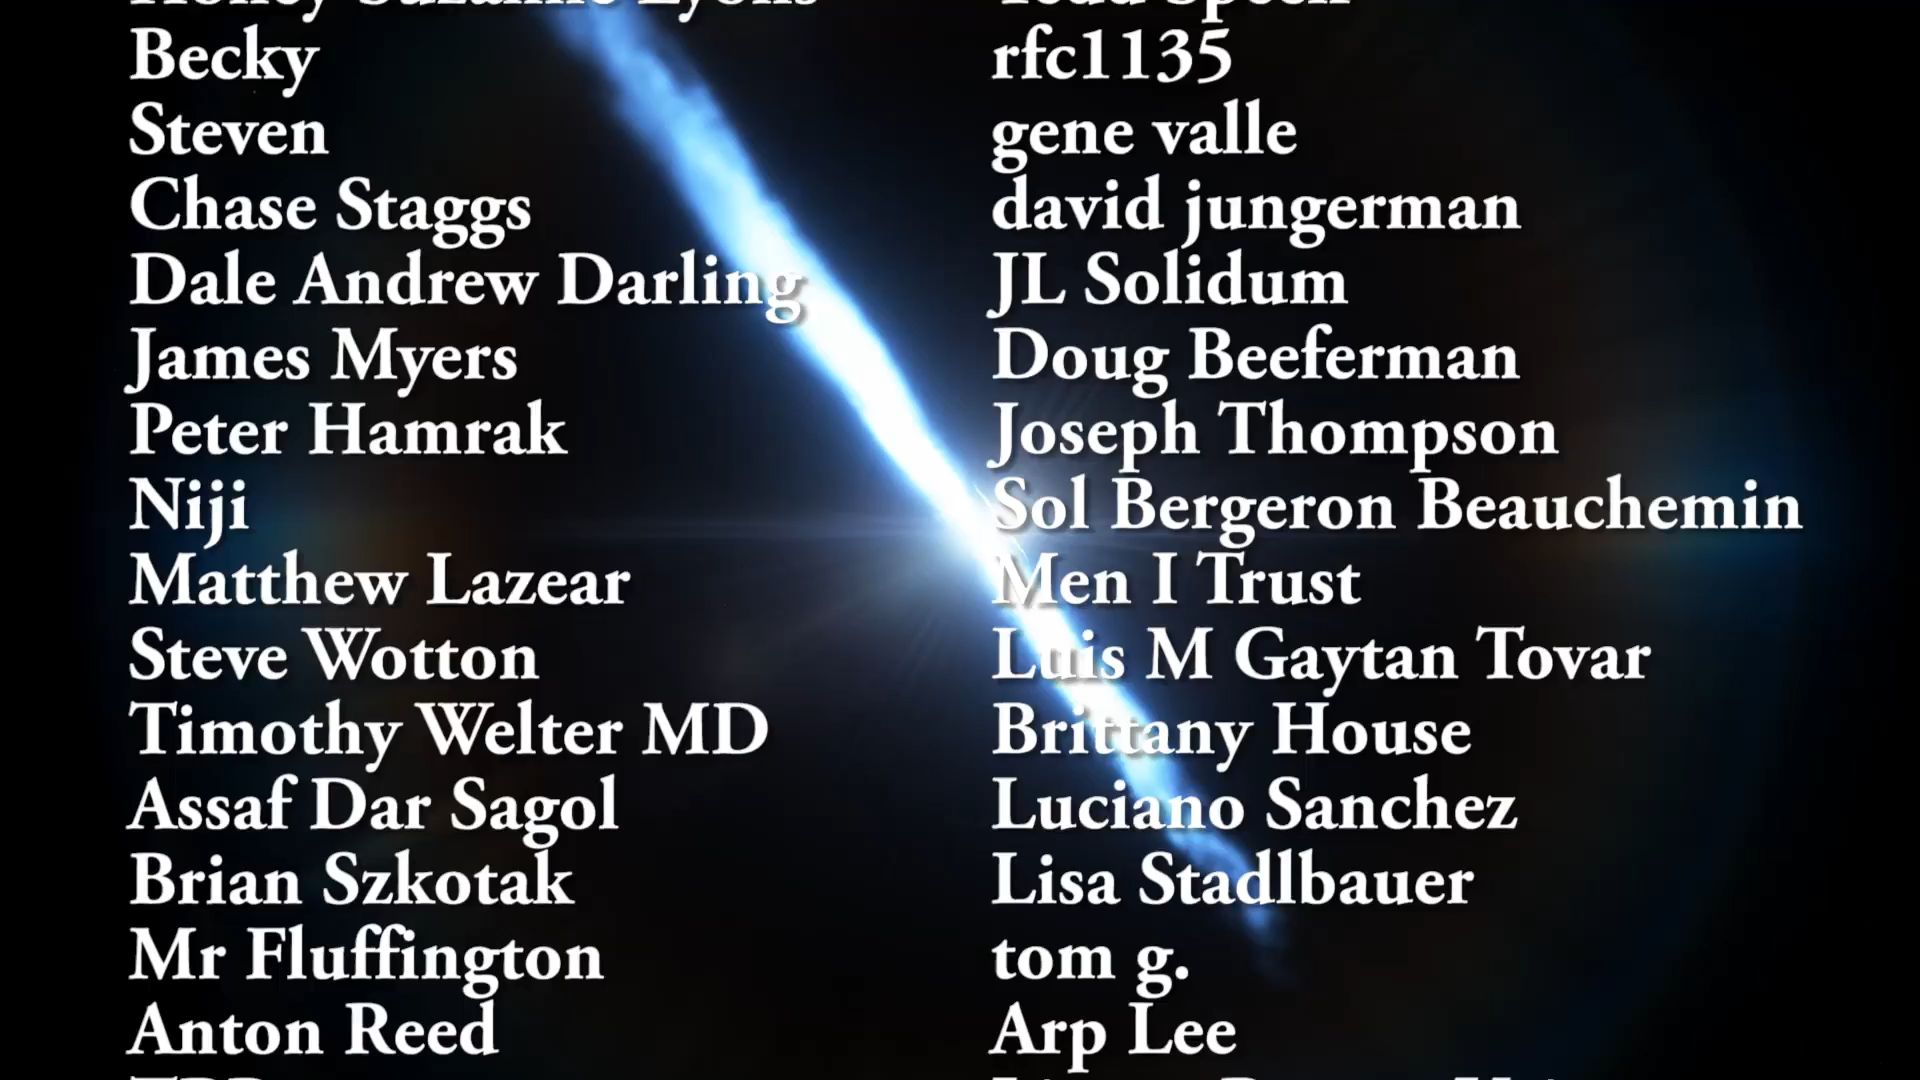 Becky
Steven
Chase Staggs
Dale Andrew Darling
James Myers
Peter Hamrak
Niji
Matthew Lazear
Steve Wotton
Timothy Welter MD
Assaf Dar Sagol
Brian Szkotak
Mr Fluffington
Anton Reed
rfc1135
gene valle
david jungerman
JL Solidum
Doug Beeferman
Joseph Thompson
Sol Bergeron Beauchemin
Men I Trust
Luis M Gaytan Tovar
Brittany House
Luciano Sanchez
Lisa Stadlbauer
tom g.
Arp Lee